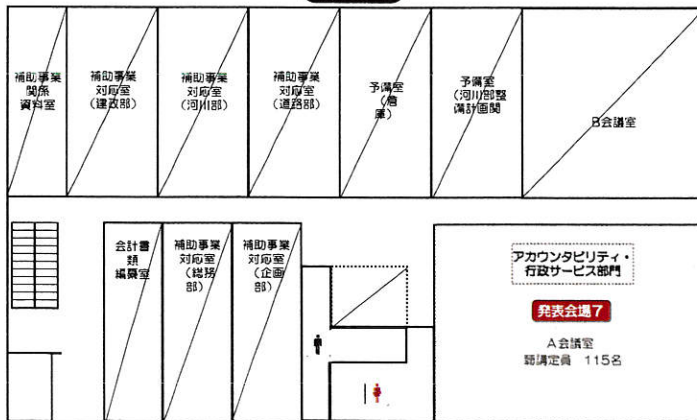 補助事業
関係
資料室
補助事業
対応室
(建政部)
補助事業
対応室
(河川部)
補助事業
対応室
(道路部)
予備室
(倉
庫)
予備室
(河川部整
備計画関
B会議室
会計書
類
編纂室
補助事業
対応室
(総務
部)
補助事業
対応室
(企画
部)
アカウンタビリティ・
行政サービス部門
発表会場7
A会議室
聴講定員 115名